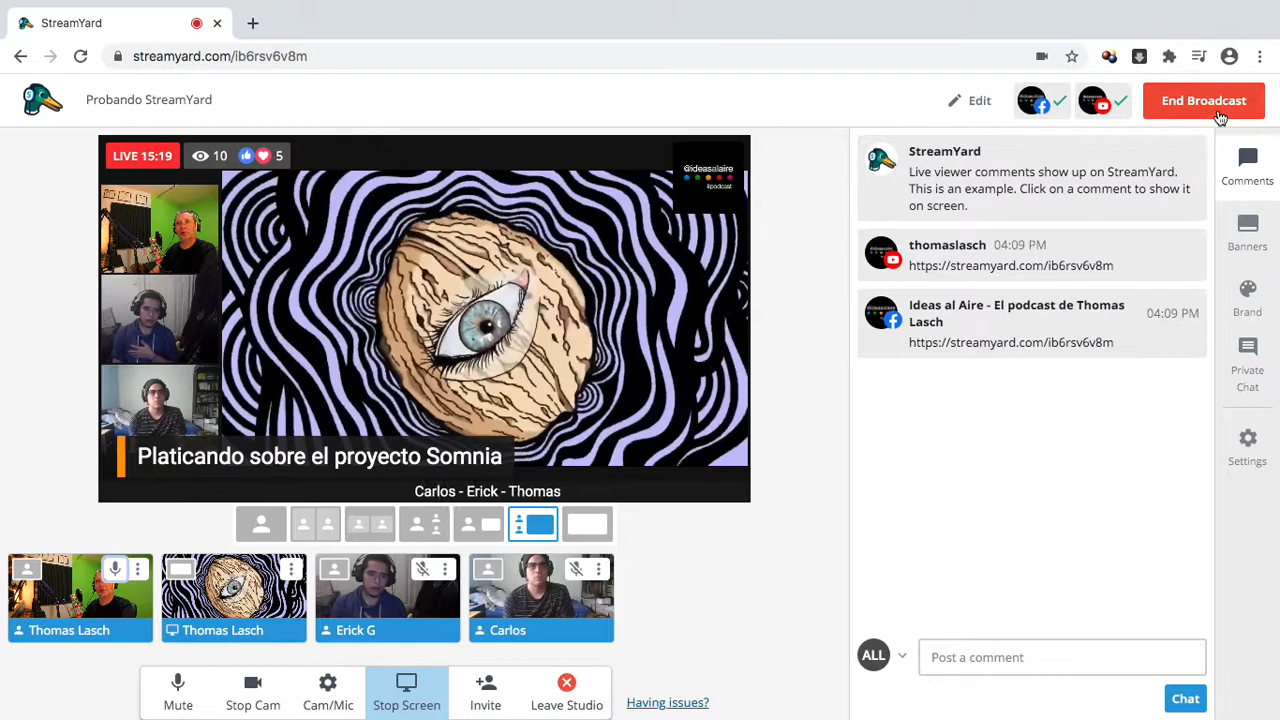 StreamYard
streamyard.com/ib6rsv6v8m
Probando StreamYard
Edit
End Broadcast
LIVE 15:19
10
5
@ideasalaire
#podcast
Platicando sobre el proyecto Somnia
Carlos - Erick - Thomas
Thomas Lasch
Thomas Lasch
Erick G
Carlos
Mute
Stop Cam
Cam/Mic
Stop Screen
Invite
Leave Studio
Having issues?
StreamYard
Live viewer comments show up on StreamYard.
This is an example. Click on a comment to show it
on screen.
thomaslasch 04:09 PM
https://streamyard.com/ib6rsv6v8m
Ideas al Aire - El podcast de Thomas
Lasch
04:09 PM
https://streamyard.com/ib6rsv6v8m
ALL
Post a comment
Chat
Comments
Banners
Brand
Private
Chat
Settings